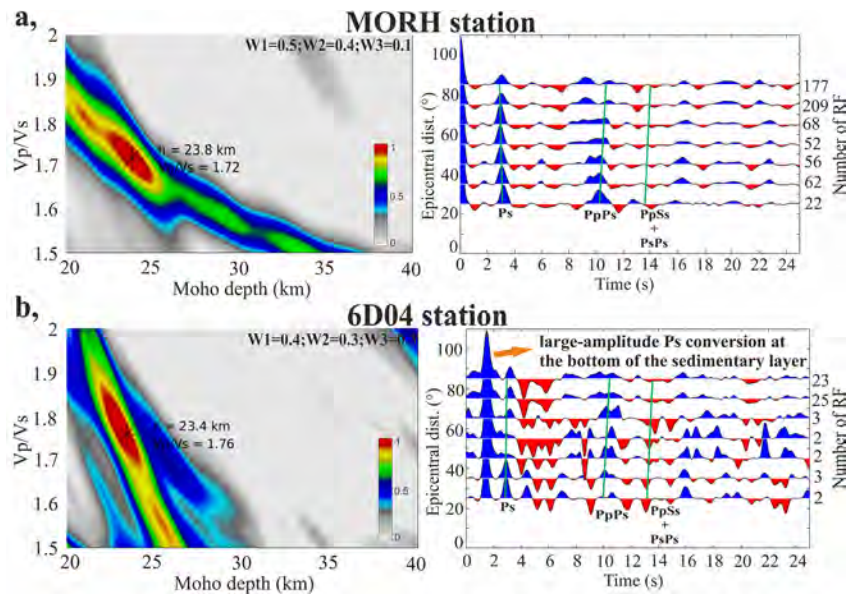 a,
MORH station
W1=0.5;W2=0.4;W3=0.1
2
1.9
1.8
1.7
1.6
1.5
Vp/Vs
= 23.8 km
Vs = 1.72
1
0.5
0
20 25 30 35 40
Moho depth (km)
100
80
60
40
20
0
Epicentral dist. (°)
177
209
68
52
56
62
22
Number of RF
Ps
PpPs
PpSs
+
PsPs
0 2 4 6 8 10 12 14 16 18 20 22 24
Time (s)
b,
6D04 station
W1=0.4;W2=0.3;W3=0.
2
1.9
1.8
1.7
1.6
1.5
Vp/Vs
= 23.4 km
Vs = 1.76
1
0.5
0
20 25 30 35 40
Moho depth (km)
large-amplitude Ps conversion at
the bottom of the sedimentary layer
100
80
60
40
20
0
Epicentral dist. (°)
23
25
3
2
2
3
2
Number of RF
Ps
PpPs
PpSs
+
PsPs
0 2 4 6 8 10 12 14 16 18 20 22 24
Time (s)